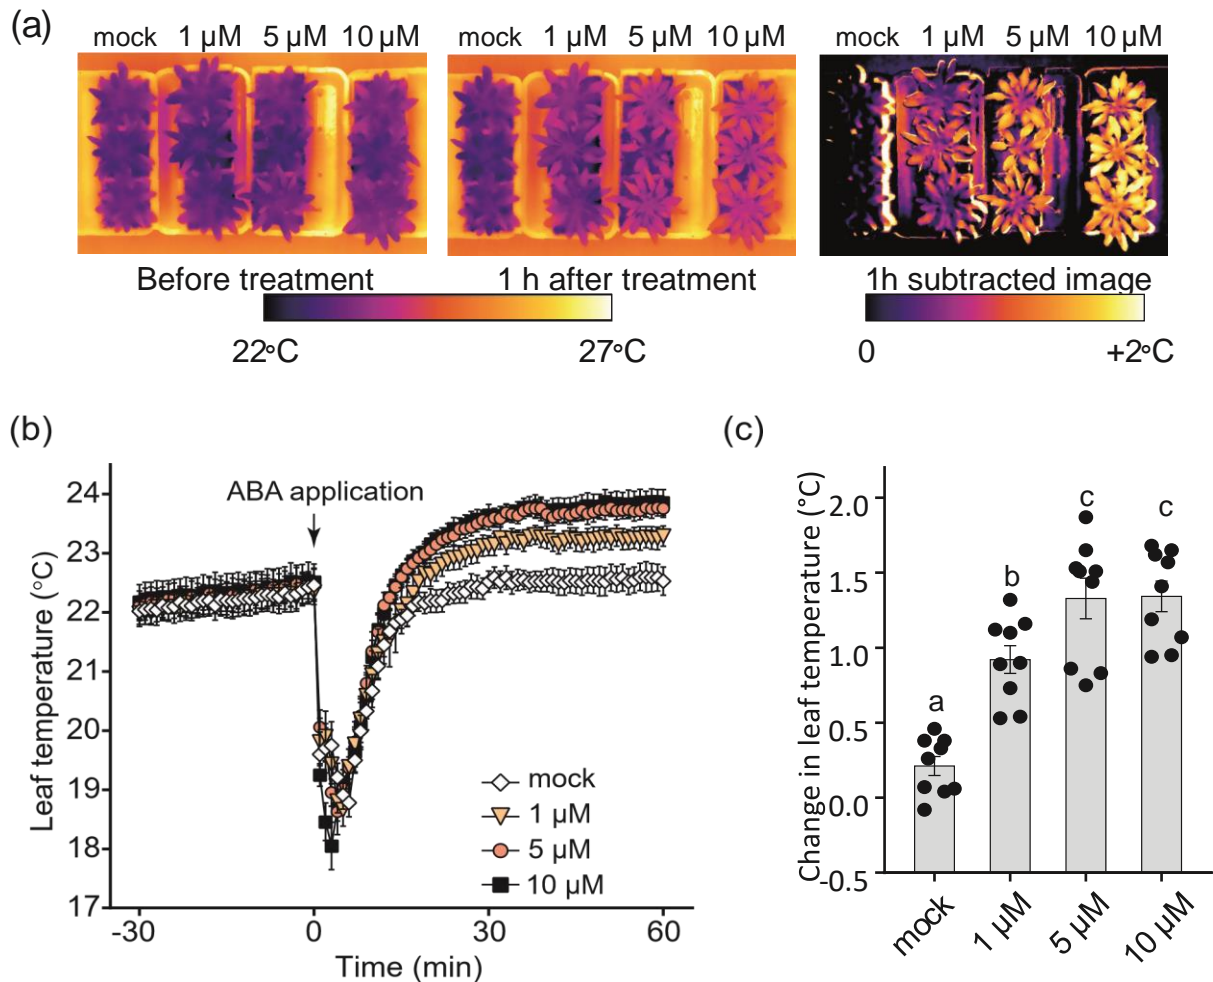 (a)
mock 1 µM 5 µM 10 µM
mock 1 µM 5 µM 10 µM
mock 1 µM 5 µM 10 µM
Before treatment
1 h after treatment
1h subtracted image
22°C
27°C
0
+2°C
(b)
ABA application
Leaf temperature (°C)
24
23
22
21
20
19
18
17
mock
1 µM
5 µM
10 µM
-30
0
30
60
Time (min)
(c)
Change in leaf temperature (°C)
2.0
1.5
1.0
0.5
0.0
-0.5
a
b
c
c
mock
1 µM
5 µM
10 µM